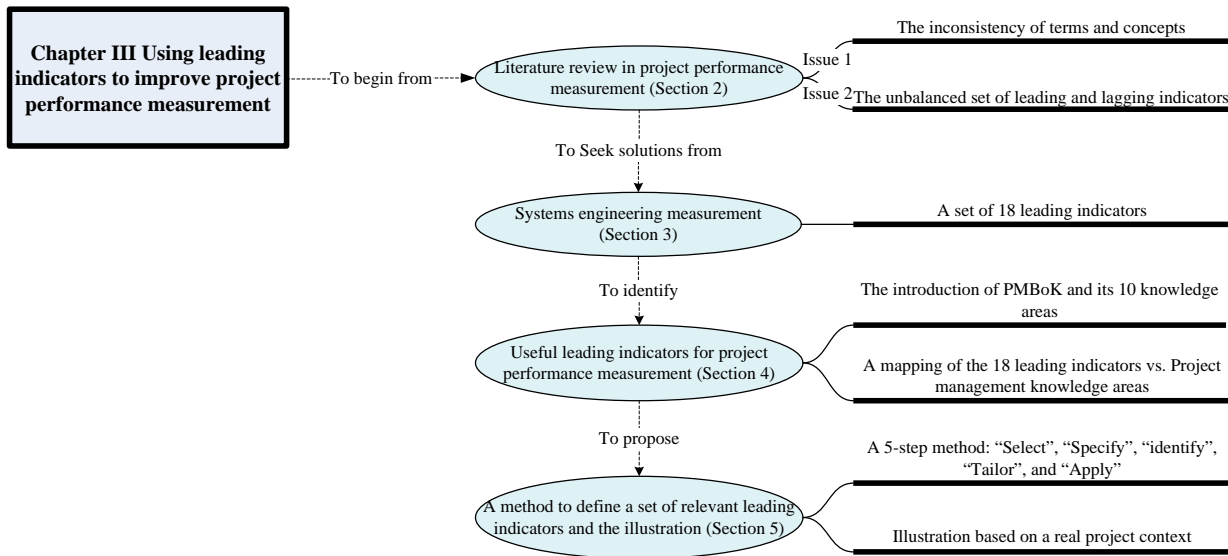 Chapter III Using leading
indicators to improve project
performance measurement
To begin from
Literature review in project performance
measurement (Section 2)
Issue 1
The inconsistency of terms and concepts
Issue 2
The unbalanced set of leading and lagging indicators
To Seek solutions from
Systems engineering measurement
(Section 3)
A set of 18 leading indicators
To identify
Useful leading indicators for project
performance measurement (Section 4)
The introduction of PMBoK and its 10 knowledge
areas
A mapping of the 18 leading indicators vs. Project
management knowledge areas
To propose
A method to define a set of relevant leading
indicators and the illustration (Section 5)
A 5-step method: “Select”, “Specify”, “identify”,
“Tailor”, and “Apply”
Illustration based on a real project context